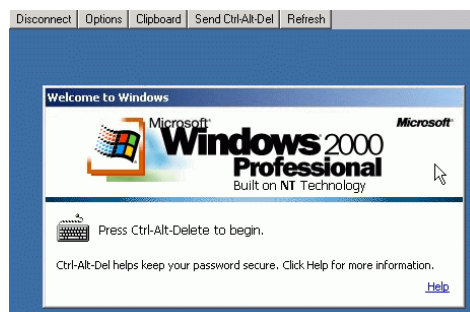 Disconnect Options Clipboard Send Ctrl-Alt-Del Refresh
Welcome to Windows
Microsoft Microsoft
Windows 2000
Professional
Built on NT Technology
Press Ctrl-Alt-Delete to begin.
Ctrl-Alt-Del helps keep your password secure. Click Help for more information.
Help